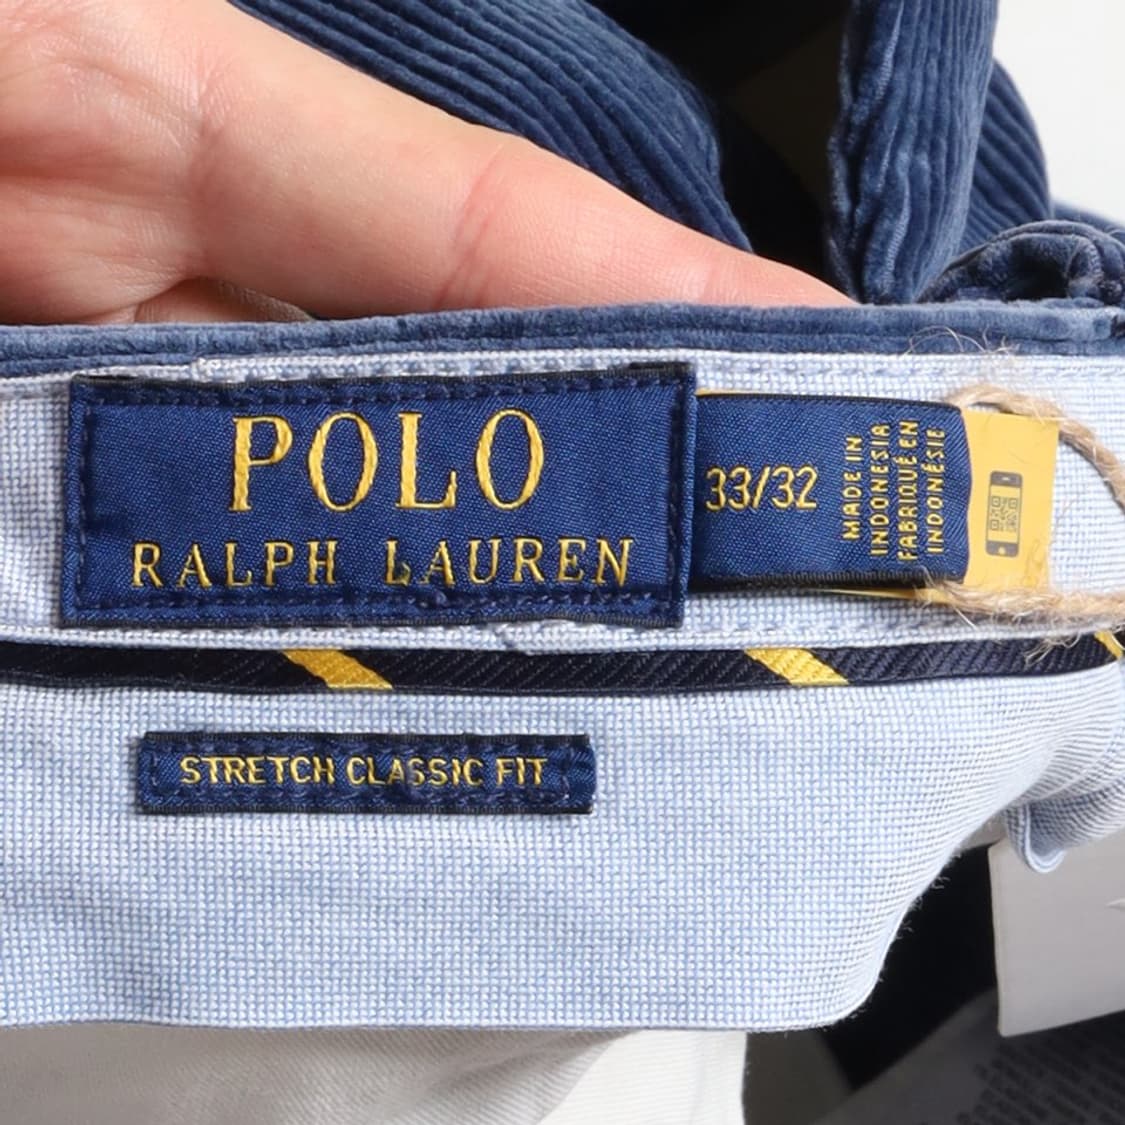 POLO
RALPH LAUREN
33/32
MADE IN
INDONESIA
FABRIQUÉ EN
INDONÉSIE
STRETCH CLASSIC FIT